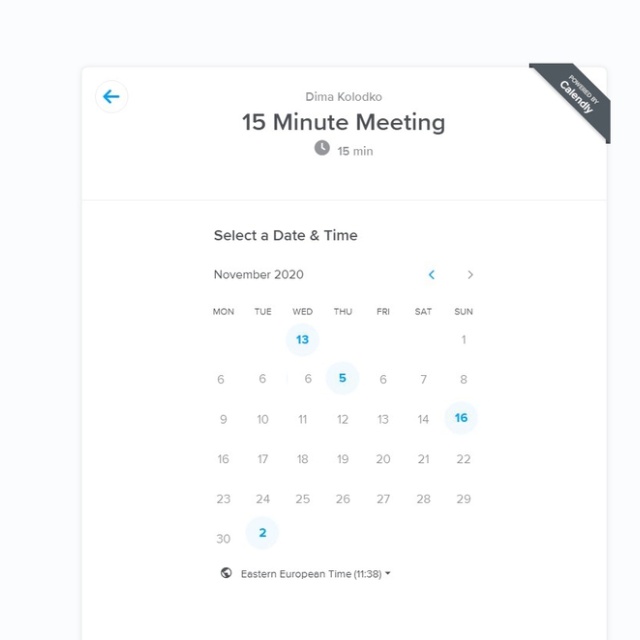 POWERED BY
Calendly
Dima Kolodko
15 Minute Meeting
15 min
Select a Date & Time
November 2020
MON TUE WED THU FRI SAT SUN
13 1
6 6 6 5 6 7 8
9 10 11 12 13 14 16
16 17 18 19 20 21 22
23 24 25 26 27 28 29
30 2
Eastern European Time (11:38)